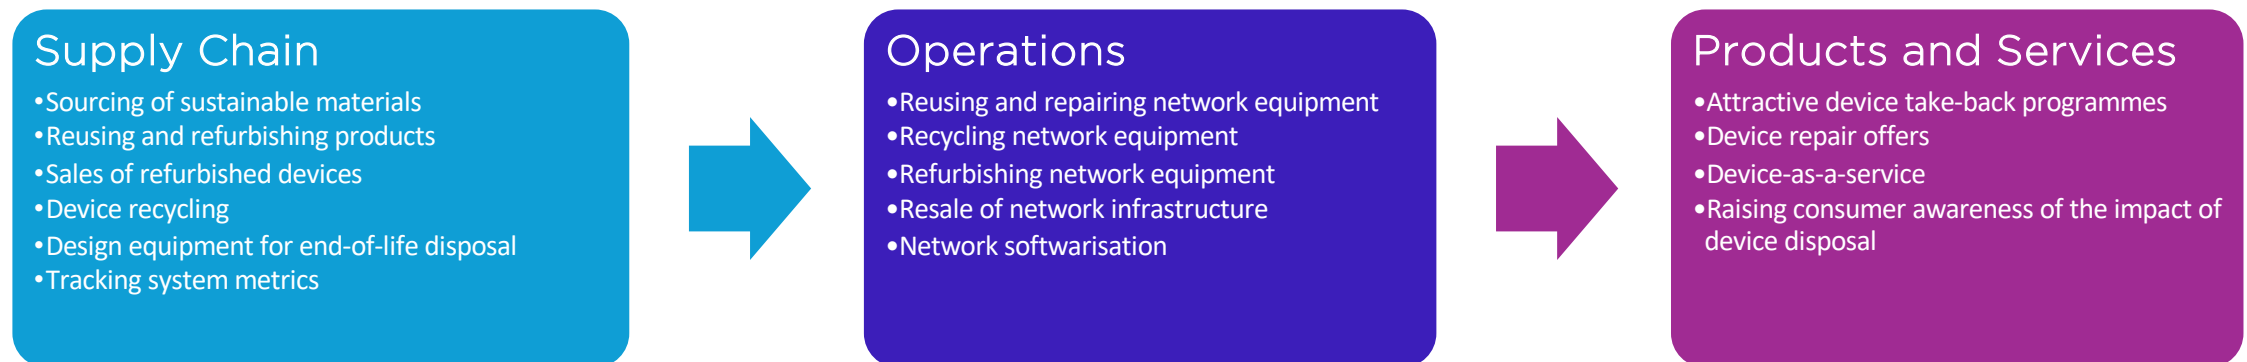 Supply Chain
•Sourcing of sustainable materials
•Reusing and refurbishing products
•Sales of refurbished devices
•Device recycling
•Design equipment for end-of-life disposal
•Tracking system metrics
Operations
•Reusing and repairing network equipment
•Recycling network equipment
•Refurbishing network equipment
•Resale of network infrastructure
•Network softwarisation
Products and Services
•Attractive device take-back programmes
•Device repair offers
•Device-as-a-service
•Raising consumer awareness of the impact of
device disposal